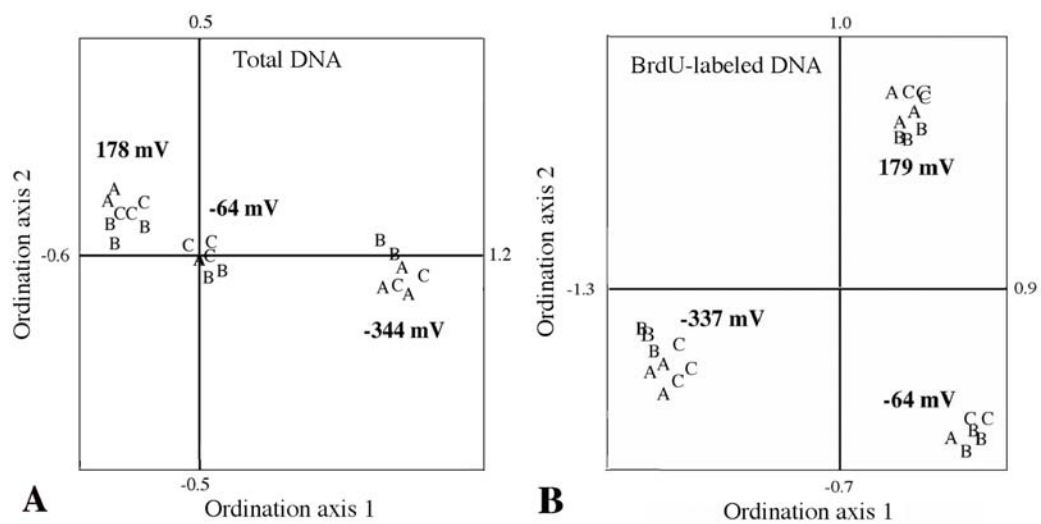 0.5
Total DNA
178 mV
A
A C
C C
B B
B
-64 mV
C C
C
A
B B
B
B
A C
A C A
-344 mV
-0.6
1.2
-0.5
Ordination axis 2
Ordination axis 1
A
1.0
BrdU-labeled DNA
A C C
C
A
A B
B B
179 mV
-1.3
0.9
-337 mV
B
B
B C
A A C
C
A
-64 mV
C C
B
A B
B
-0.7
Ordination axis 2
Ordination axis 1
B